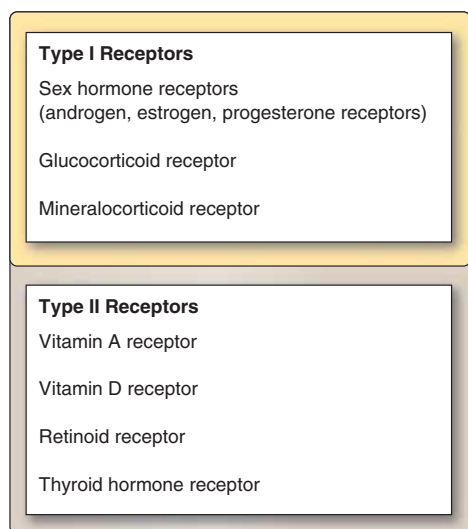 Type I Receptors
Sex hormone receptors
(androgen, estrogen, progesterone receptors)
Glucocorticoid receptor
Mineralocorticoid receptor
Type II Receptors
Vitamin A receptor
Vitamin D receptor
Retinoid receptor
Thyroid hormone receptor